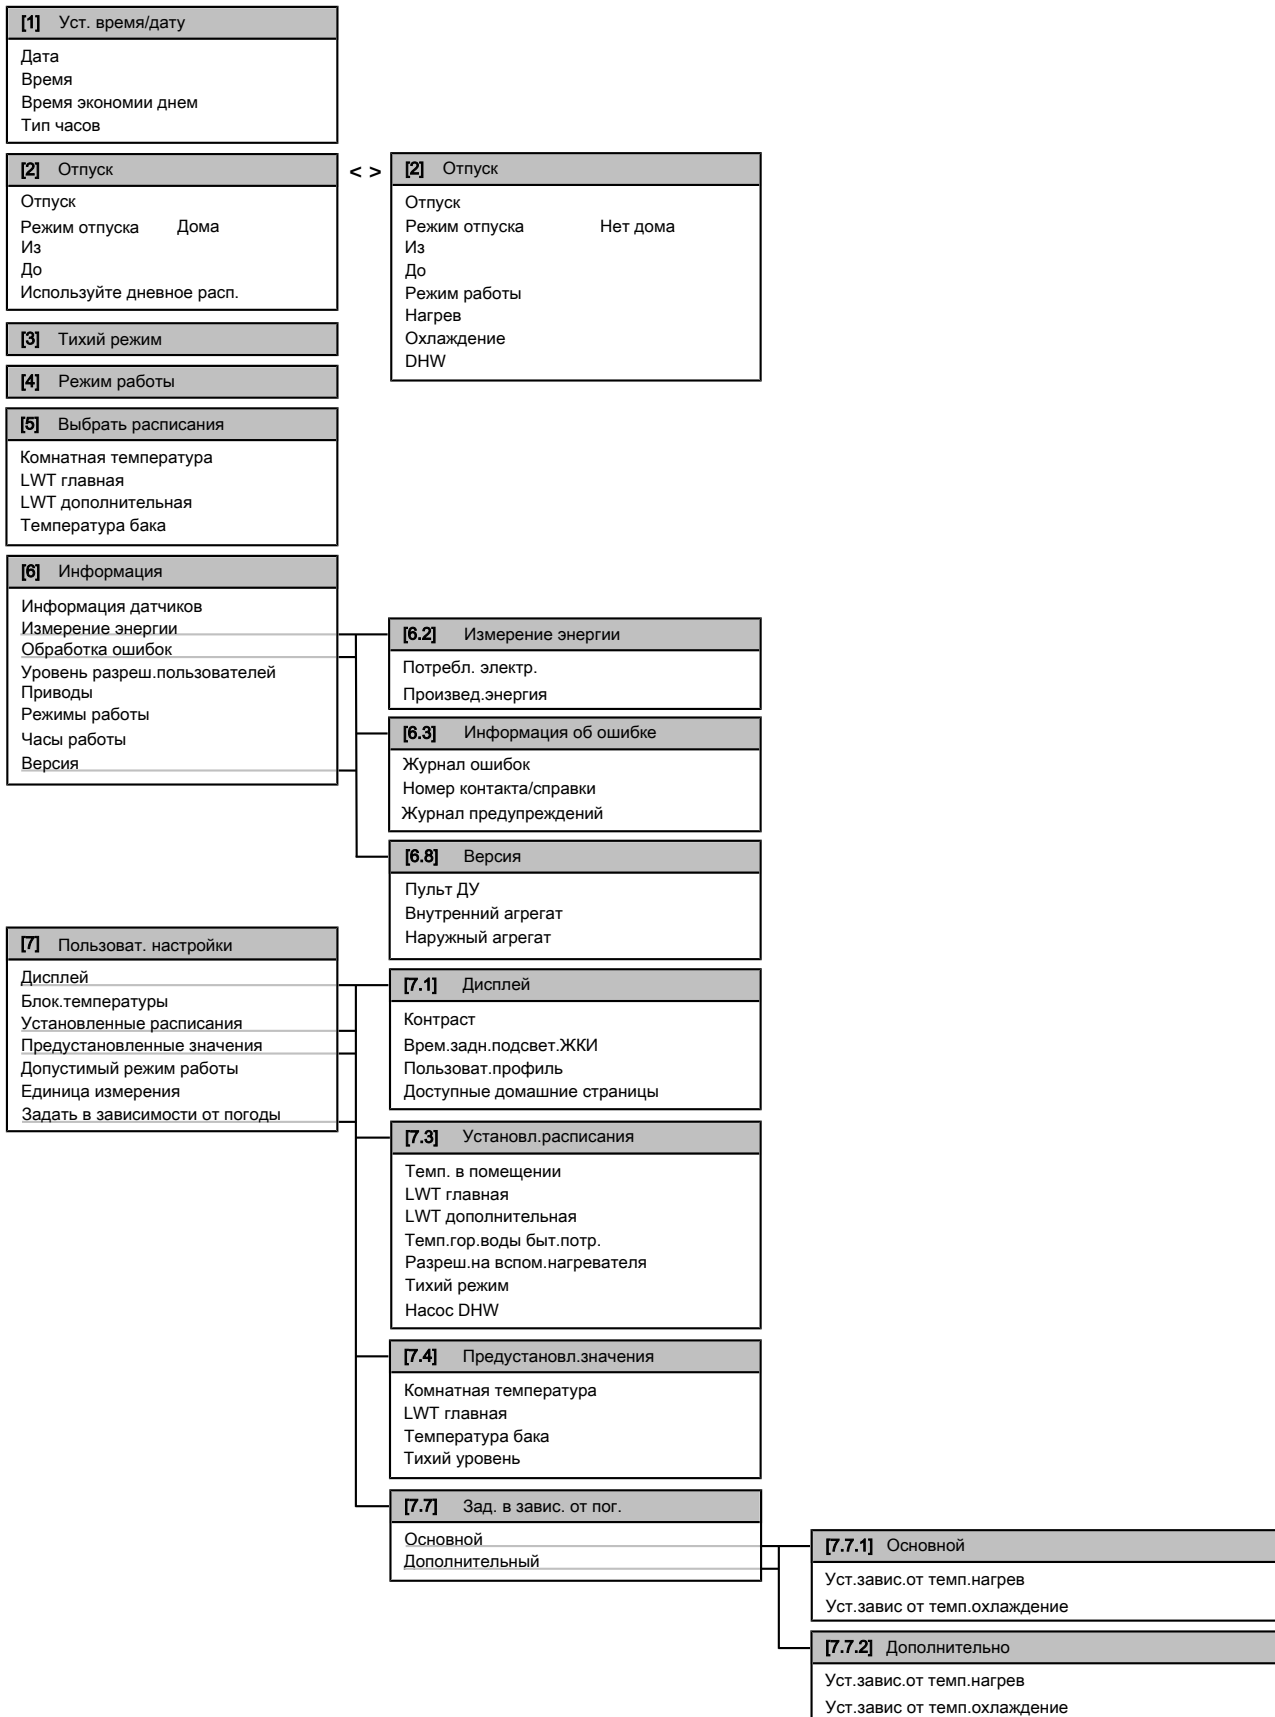 [1] Уст. время/дату
Дата
Время
Время экономии днем
Тип часов
[2] Отпуск
Отпуск
Режим отпуска Дома
Из
До
Используйте дневное расп.
< >
[2] Отпуск
Отпуск
Режим отпуска Нет дома
Из
До
Режим работы
Нагрев
Охлаждение
DHW
[3] Тихий режим
[4] Режим работы
[5] Выбрать расписания
Комнатная температура
LWT главная
LWT дополнительная
Температура бака
[6] Информация
Информация датчиков
Измерение энергии
Обработка ошибок
Уровень разреш.пользователей
Приводы
Режимы работы
Часы работы
Версия
[6.2] Измерение энергии
Потребл. электр.
Произвед.энергия
[6.3] Информация об ошибке
Журнал ошибок
Номер контакта/справки
Журнал предупреждений
[6.8] Версия
Пульт ДУ
Внутренний агрегат
Наружный агрегат
[7] Пользоват. настройки
Дисплей
Блок.температуры
Установленные расписания
Предустановленные значения
Допустимый режим работы
Единица измерения
Задать в зависимости от погоды
[7.1] Дисплей
Контраст
Врем.задн.подсвет.ЖКИ
Пользоват.профиль
Доступные домашние страницы
[7.3] Установл.расписания
Темп. в помещении
LWT главная
LWT дополнительная
Темп.гор.воды быт.потр.
Разреш.на вспом.нагревателя
Тихий режим
Насос DHW
[7.4] Предустановл.значения
Комнатная температура
LWT главная
Температура бака
Тихий уровень
[7.7] Зад. в завис. от пог.
Основной
Дополнительный
[7.7.1] Основной
Уст.завис.от темп.нагрев
Уст.завис от темп.охлаждение
[7.7.2] Дополнительно
Уст.завис.от темп.нагрев
Уст.завис от темп.охлаждение